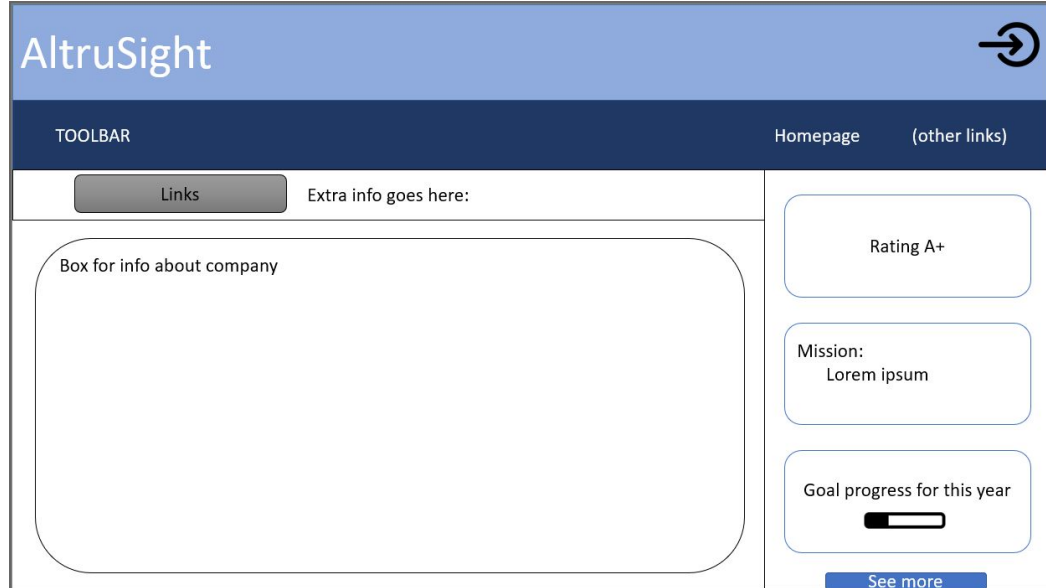 AltruSight
TOOLBAR
Homepage
(other links)
Links
Extra info goes here:
Box for info about company
Rating A+
Mission:
Lorem ipsum
Goal progress for this year
See more